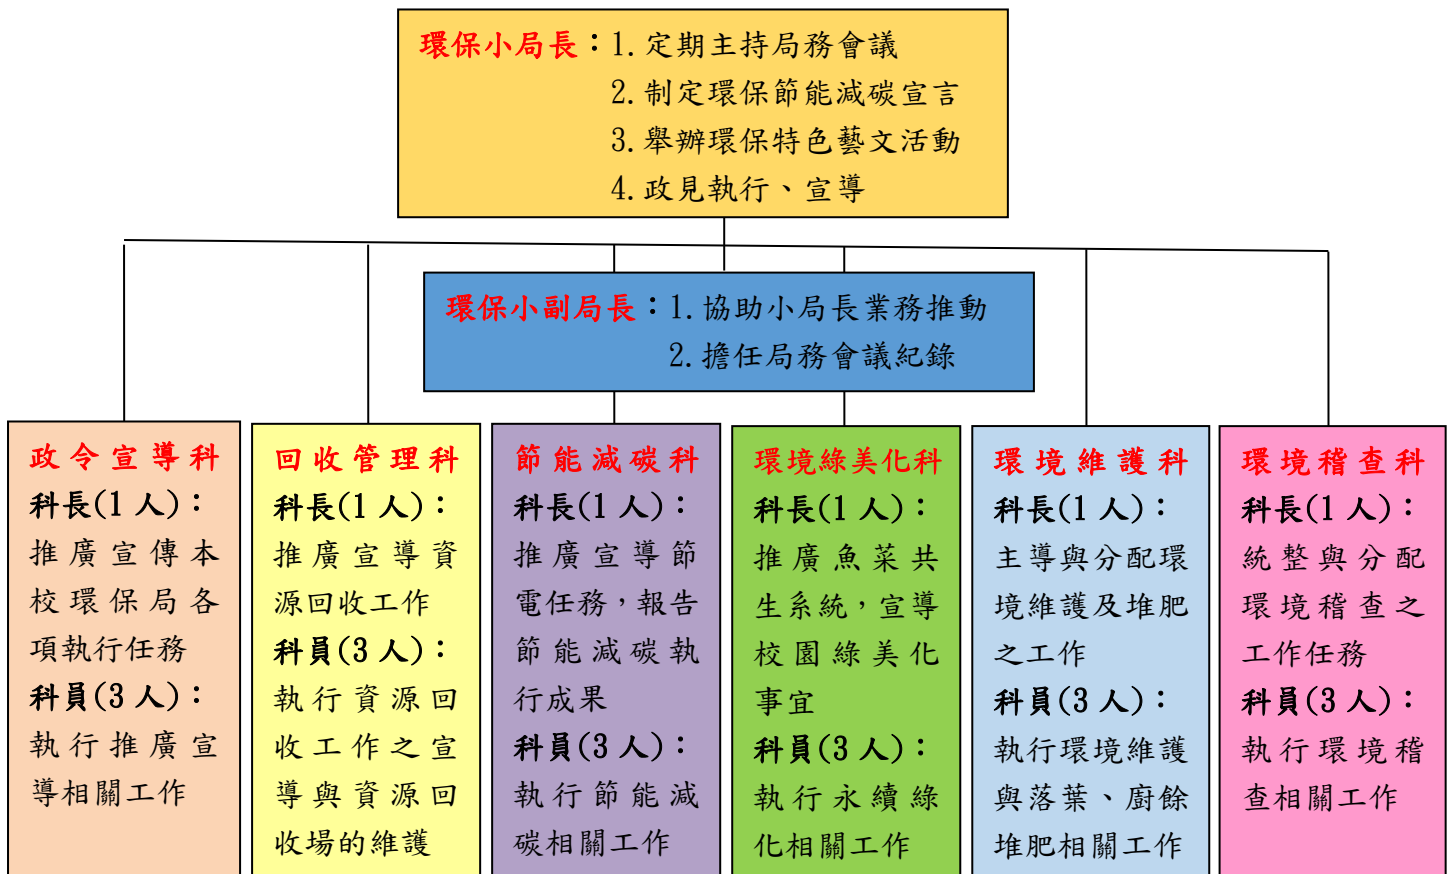 環保小局長：1.定期主持局務會議
2.制定環保節能減碳宣言
3.舉辦環保特色藝文活動
4.政見執行、宣導
環保小副局長：1.協助小局長業務推動
2.擔任局務會議紀錄
政令宣導科
科長(1人)：
推廣宣傳本
校環保局各
項執行任務
科員(3人)：
執行推廣宣
導相關工作
回收管理科
科長(1人)：
推廣宣導資
源回收工作
科員(3人)：
執行資源回
收工作之宣
導與資源回
收場的維護
節能減碳科
科長(1人)：
推廣宣導節
電任務，報告
節能減碳執
行成果
科員(3人)：
執行節能減
碳相關工作
環境綠美化科
科長(1人)：
推廣魚菜共
生系統，宣導
校園綠美化
事宜
科員(3人)：
執行永續綠
化相關工作
環境維護科
科長(1人)：
主導與分配環
境維護及堆肥
之工作
科員(3人)：
執行環境維護
與落葉、廚餘
堆肥相關工作
環境稽查科
科長(1人)：
統整與分配
環境稽查之
工作任務
科員(3人)：
執行環境稽
查相關工作